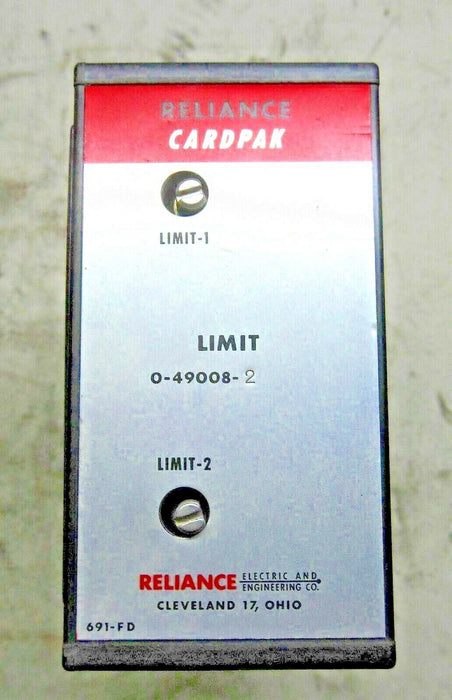 RELIANCE
CARDPAK
LIMIT-1
LIMIT
O-49008-2
LIMIT-2
RELIANCE ELECTRIC AND
ENGINEERING CO.
CLEVELAND 17, OHIO
691-FD